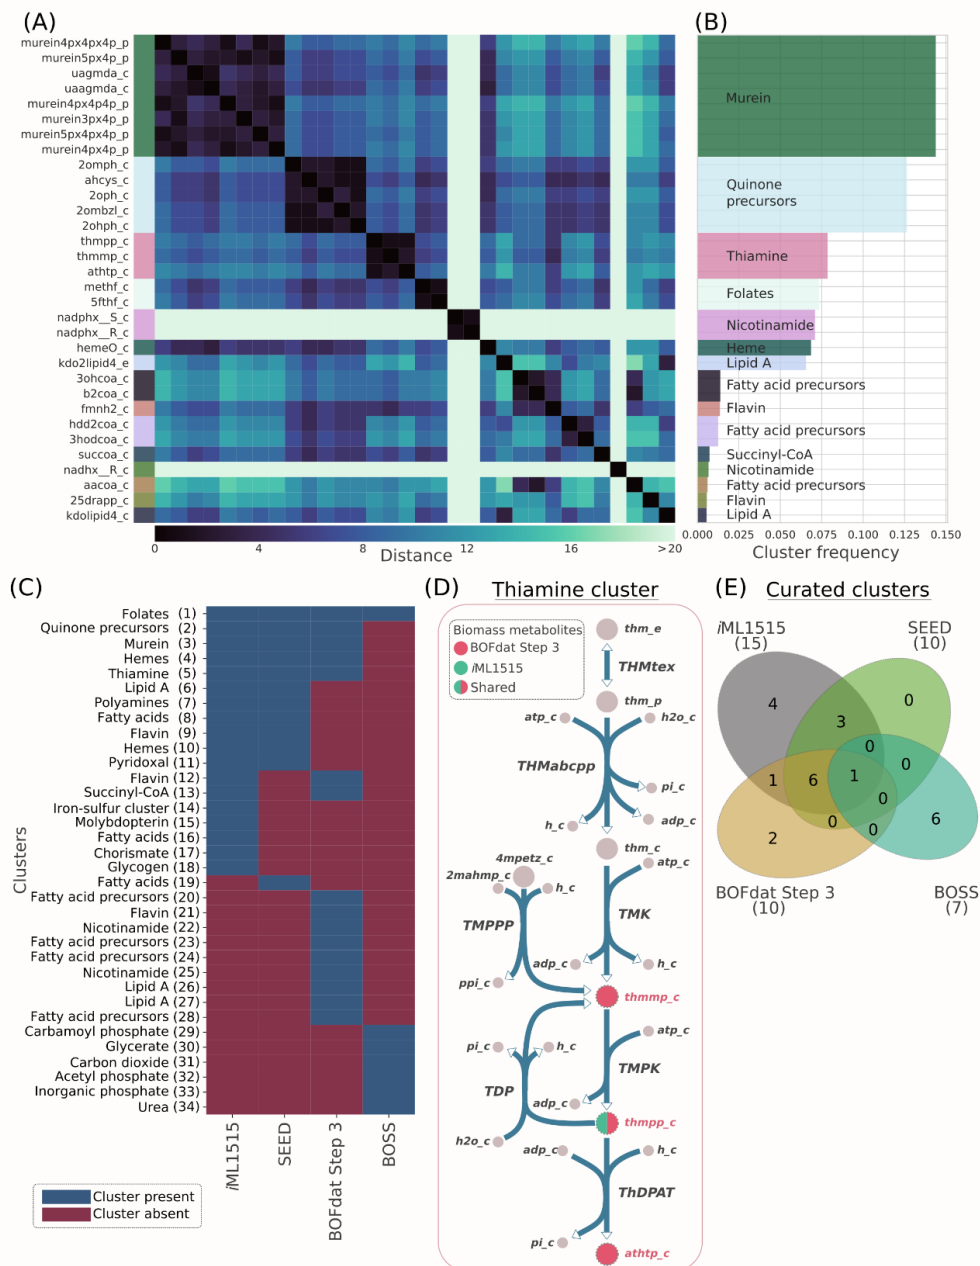 (A)
murein4px4px4p_p
murein5px4p_p
uagmda_c
uaagmda_c
murein4px4p4p_p
murein3px4p_p
murein5px4px4p_p
murein4px4p_p
2omph_c
ahcys_c
2oph_c
2ombzl_c
2ohph_c
thmpp_c
thmmp_c
athtp_c
methf_c
5fthf_c
nadphx__S_c
nadphx__R_c
hemeO_c
kdo2lipid4_e
3ohcoa_c
b2coa_c
fmnh2_c
hdd2coa_c
3hodcoa_c
succoa_c
nadhx__R_c
aacoa_c
25drapp_c
kdolipid4_c
0
4
8
12
16
>20
Distance
(B)
Murein
Quinone
precursors
Thiamine
Folates
Nicotinamide
Heme
Lipid A
Fatty acid precursors
Flavin
Fatty acid precursors
Succinyl-CoA
Nicotinamide
Fatty acid precursors
Flavin
Lipid A
0.000 0.025 0.050 0.075 0.100 0.125 0.150
Cluster frequency
(C)
Clusters
Folates (1)
Quinone precursors (2)
Murein (3)
Hemes (4)
Thiamine (5)
Lipid A (6)
Polyamines (7)
Fatty acids (8)
Flavin (9)
Hemes (10)
Pyridoxal (11)
Flavin (12)
Succinyl-CoA (13)
Iron-sulfur cluster (14)
Molybdopterin (15)
Fatty acids (16)
Chorismate (17)
Glycogen (18)
Fatty acids (19)
Fatty acid precursors (20)
Flavin (21)
Nicotinamide (22)
Fatty acid precursors (23)
Fatty acid precursors (24)
Nicotinamide (25)
Lipid A (26)
Lipid A (27)
Fatty acid precursors (28)
Carbamoyl phosphate (29)
Glycerate (30)
Carbon dioxide (31)
Acetyl phosphate (32)
Inorganic phosphate (33)
Urea (34)
iML1515
SEED
BOFdat Step 3
BOSS
Cluster present
Cluster absent
(D)
Thiamine cluster
Biomass metabolites
BOFdat Step 3
iML1515
Shared
thm_e
THMtex
thm_p
atp_c
h2o_c
THMabcpp
pi_c
adp_c
h_c
thm_c
4mpetz_c
atp_c
2mahmp_c
h_c
TMPPP
TMK
adp_c
h_c
ppi_c
thmmp_c
atp_c
pi_c
h_c
TDP
TMPK
adp_c
thmpp_c
h2o_c
adp_c
h_c
ThDPAT
pi_c
athtp_c
(E)
Curated clusters
iML1515
(15)
SEED
(10)
4
3
0
0
0
1
6
1
0
0
0
2
6
BOFdat Step 3
(10)
BOSS
(7)